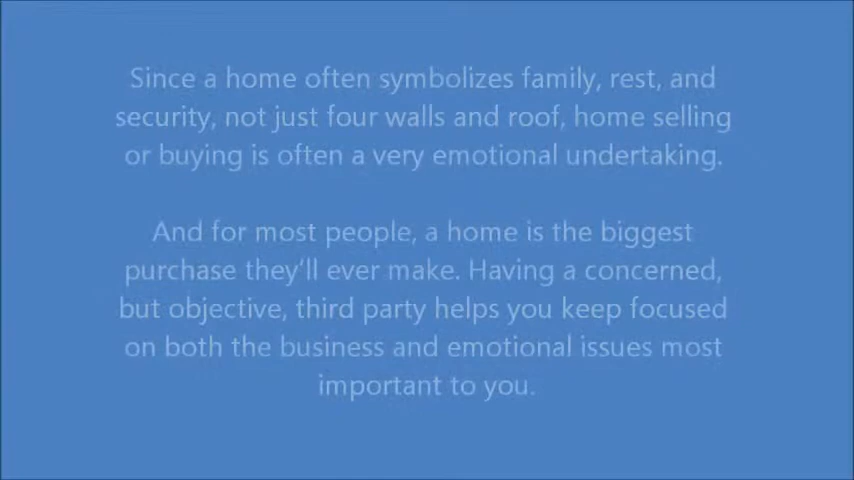 Since a home often symbolizes family, rest, and
security, not just four walls and roof, home selling
or buying is often a very emotional undertaking.
And for most people, a home is the biggest
purchase they'll ever make. Having a concerned,
but objective, third party helps you keep focused
on both the business and emotional issues most
important to you.